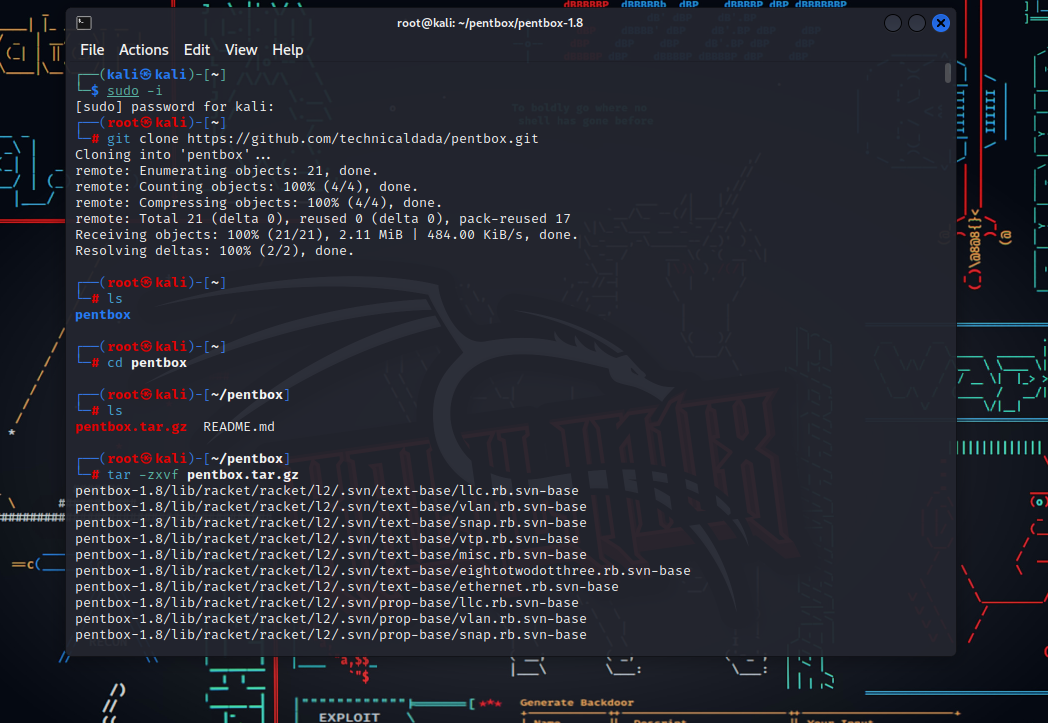 root@kali: ~/pentbox/pentbox-1.8
File Actions Edit View Help
┌──(kali㉿kali)-[~]
└─$ sudo -i
[sudo] password for kali:
┌──(root㉿kali)-[~]
└─# git clone https://github.com/technicaldada/pentbox.git
Cloning into 'pentbox'...
remote: Enumerating objects: 21, done.
remote: Counting objects: 100% (4/4), done.
remote: Compressing objects: 100% (4/4), done.
remote: Total 21 (delta 0), reused 0 (delta 0), pack-reused 17
Receiving objects: 100% (21/21), 2.11 MiB | 484.00 KiB/s, done.
Resolving deltas: 100% (2/2), done.
┌──(root㉿kali)-[~]
└─# ls
pentbox
┌──(root㉿kali)-[~]
└─# cd pentbox
┌──(root㉿kali)-[~/pentbox]
└─# ls
pentbox.tar.gz README.md
┌──(root㉿kali)-[~/pentbox]
└─# tar -zxvf pentbox.tar.gz
pentbox-1.8/lib/racket/racket/l2/.svn/text-base/llc.rb.svn-base
pentbox-1.8/lib/racket/racket/l2/.svn/text-base/vlan.rb.svn-base
pentbox-1.8/lib/racket/racket/l2/.svn/text-base/snap.rb.svn-base
pentbox-1.8/lib/racket/racket/l2/.svn/text-base/vtp.rb.svn-base
pentbox-1.8/lib/racket/racket/l2/.svn/text-base/misc.rb.svn-base
pentbox-1.8/lib/racket/racket/l2/.svn/text-base/eightotwodotthree.rb.svn-base
pentbox-1.8/lib/racket/racket/l2/.svn/text-base/ethernet.rb.svn-base
pentbox-1.8/lib/racket/racket/l2/.svn/prop-base/llc.rb.svn-base
pentbox-1.8/lib/racket/racket/l2/.svn/prop-base/vlan.rb.svn-base
pentbox-1.8/lib/racket/racket/l2/.svn/prop-base/snap.rb.svn-base
EXPLOIT
Generate Backdoor